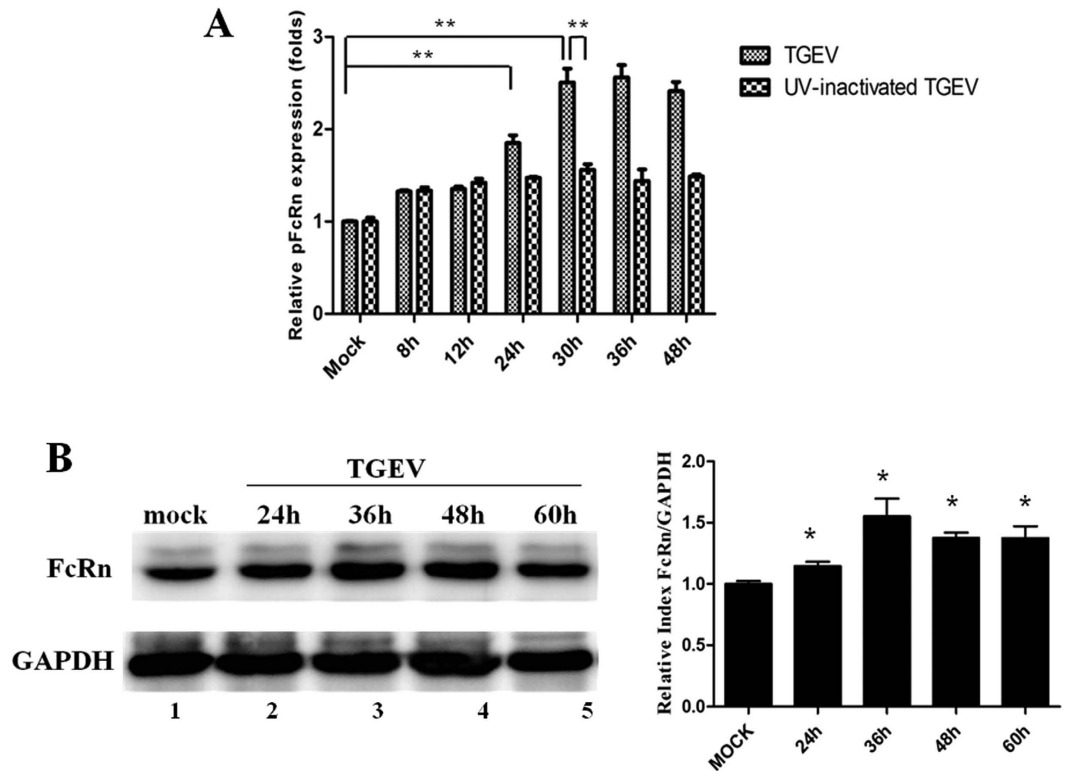 A
Relative pFcRn expression (folds)
3
2
1
0
**
**
**
Mock 8h 12h 24h 30h 36h 48h
TGEV
UV-inactivated TGEV
B
TGEV
mock 24h 36h 48h 60h
FcRn
GAPDH
1 2 3 4 5
Relative Index FcRn/GAPDH
2.0
1.5
1.0
0.5
0.0
*
*
*
*
MOCK 24h 36h 48h 60h